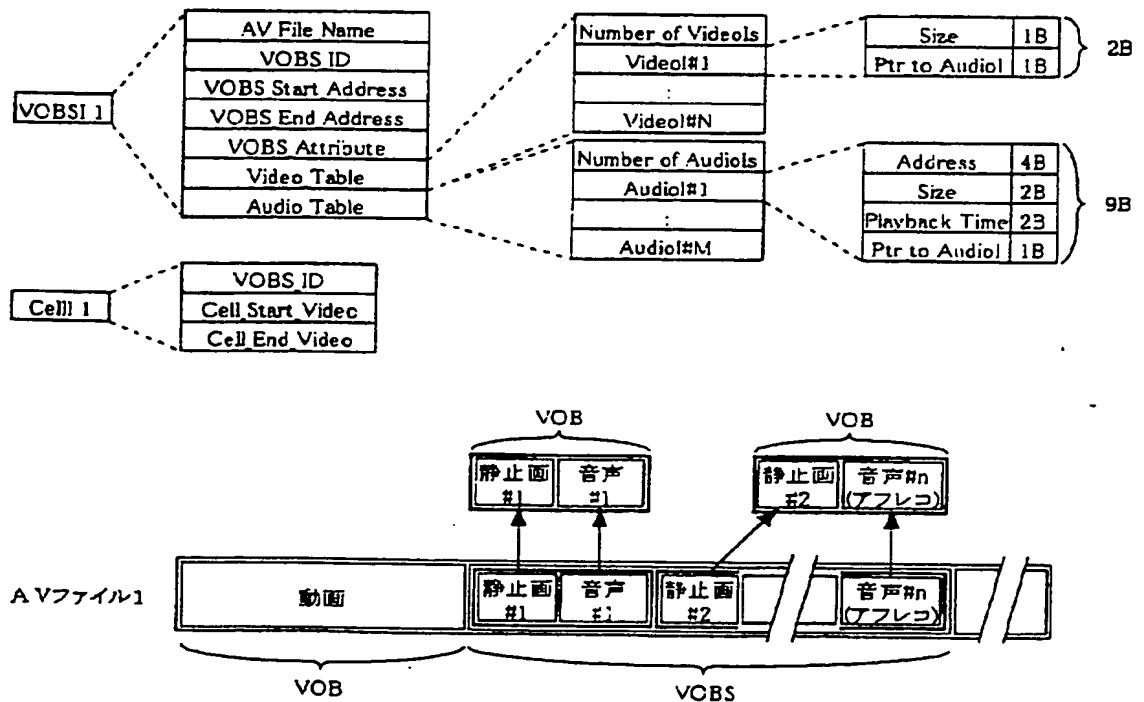 VOBSI 1
AV File Name
VOBS ID
VOBS Start Address
VOBS End Address
VOBS Attribute
Video Table
Audio Table
Number of VideoIs
VideoI#1
:
VideoI#N
Number of AudioIs
AudioI#1
:
AudioI#M
Size 1B
Ptr to AudioI 1B
2B
Address 4B
Size 2B
Playback Time 2B
Ptr to AudioI 1B
9B
CellI 1
VOBS ID
Cell Start Video
Cell End Video
VOB
静止画
#1
音声
#1
VOB
静止画
#2
音声#n
(アフレコ)
AVファイル1
動画
静止画
#1
音声
#1
静止画
#2
音声#n
(アフレコ)
VOB
VOBS